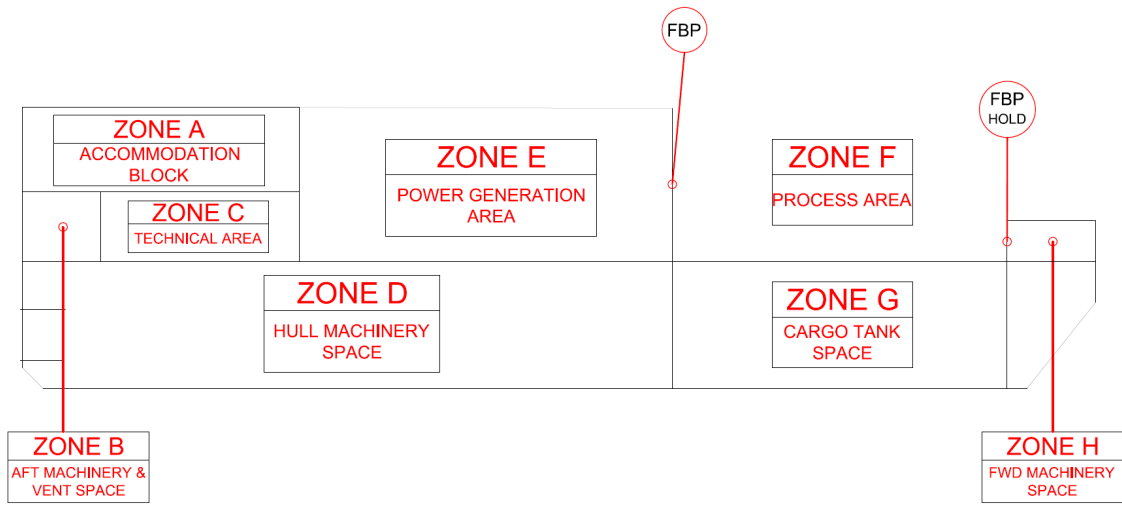 FBP
FBP
HOLD
ZONE A
ACCOMMODATION
BLOCK
ZONE E
POWER GENERATION
AREA
ZONE F
PROCESS AREA
ZONE C
TECHNICAL AREA
ZONE D
HULL MACHINERY
SPACE
ZONE G
CARGO TANK
SPACE
ZONE B
AFT MACHINERY &
VENT SPACE
ZONE H
FWD MACHINERY
SPACE